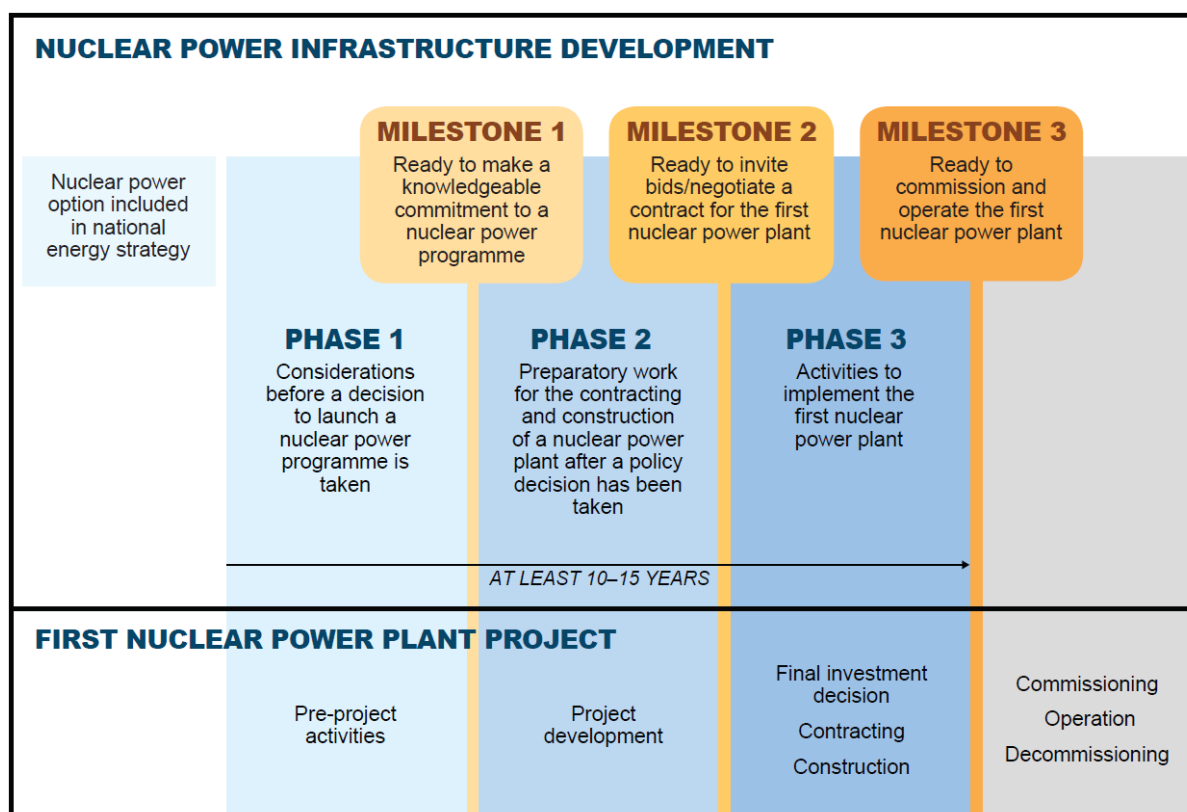 NUCLEAR POWER INFRASTRUCTURE DEVELOPMENT
Nuclear power
option included
in national
energy strategy
MILESTONE 1
Ready to make a
knowledgeable
commitment to a
nuclear power
programme
MILESTONE 2
Ready to invite
bids/negotiate a
contract for the first
nuclear power plant
MILESTONE 3
Ready to
commission and
operate the first
nuclear power plant
PHASE 1
Considerations
before a decision
to launch a
nuclear power
programme is
taken
PHASE 2
Preparatory work
for the contracting
and construction
of a nuclear power
plant after a policy
decision has been
taken
PHASE 3
Activities to
implement the
first nuclear
power plant
AT LEAST 10–15 YEARS
FIRST NUCLEAR POWER PLANT PROJECT
Pre-project
activities
Project
development
Final investment
decision
Contracting
Construction
Commissioning
Operation
Decommissioning